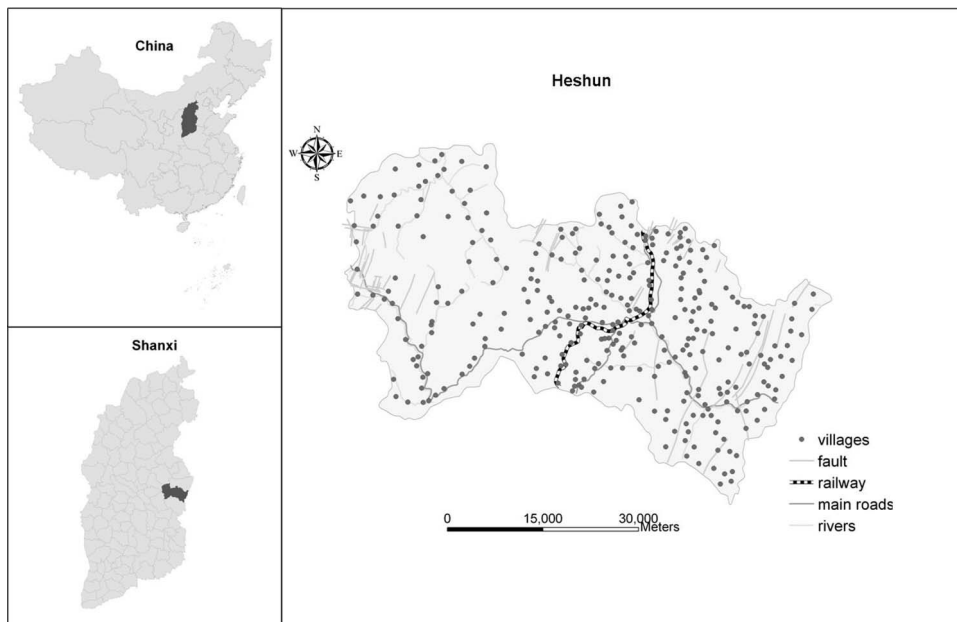 China
Shanxi
Heshun
N
W E
S
villages
fault
railway
main roads
rivers
0 15,000 30,000
Meters